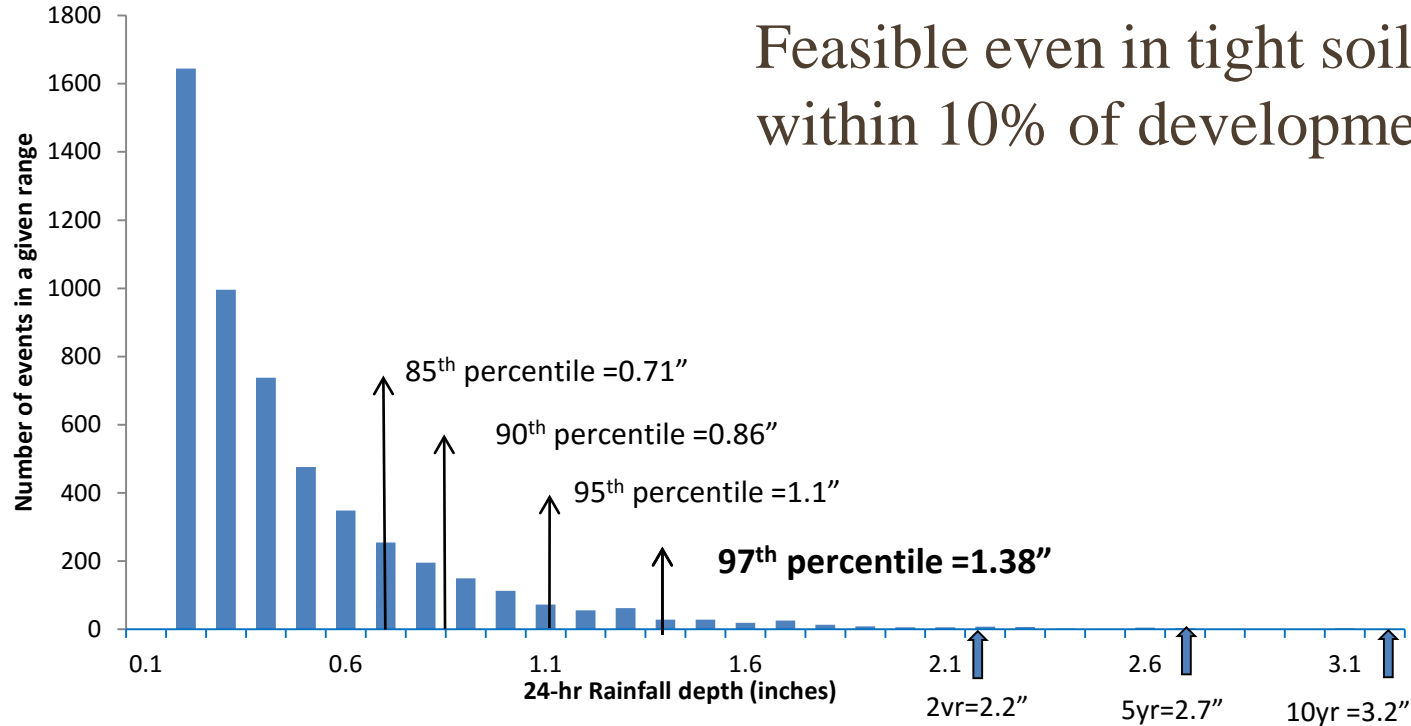 Feasible even in tight soil
within 10% of developme
1800
1600
1400
1200
1000
800
600
400
200
0
Number of events in a given range
85th percentile =0.71”
90th percentile =0.86”
95th percentile =1.1”
97th percentile =1.38”
0.1 0.6 1.1 1.6 2.1 2.6 3.1
24-hr Rainfall depth (inches)
2yr=2.2” 5yr=2.7” 10yr =3.2”